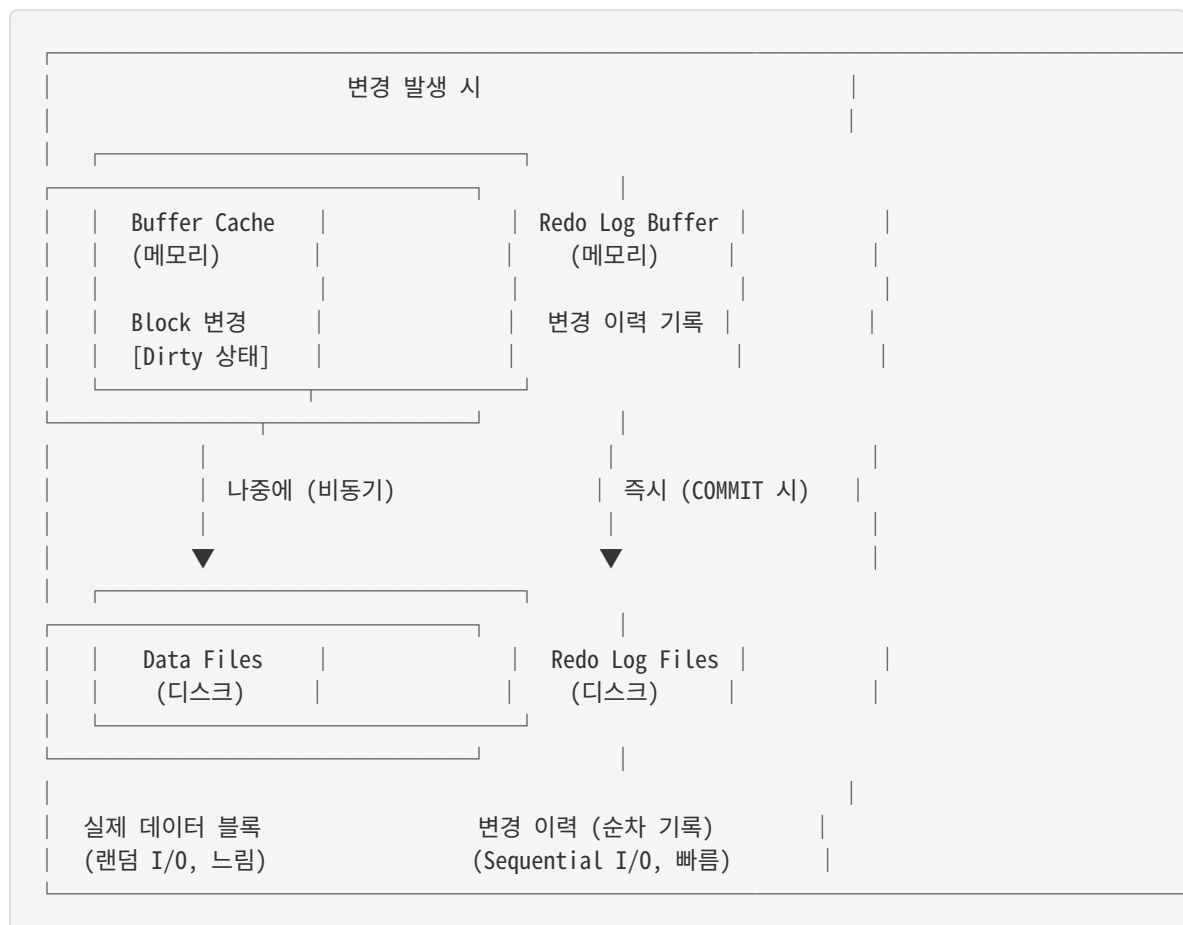 변경 발생 시
Buffer Cache Redo Log Buffer
(메모리) (메모리)
Block 변경 변경 이력 기록
[Dirty 상태]
나중에 (비동기) 즉시 (COMMIT 시)
Data Files Redo Log Files
(디스크) (디스크)
실제 데이터 블록 변경 이력 (순차 기록)
(랜덤 I/O, 느림) (Sequential I/O, 빠름)